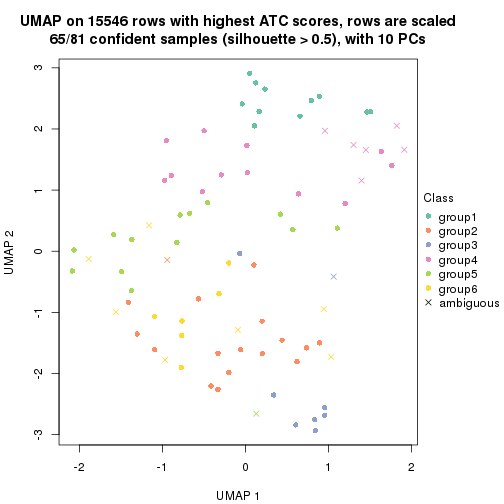 UMAP on 15546 rows with highest ATC scores, rows are scaled
65/81 confident samples (silhouette > 0.5), with 10 PCs
3
2
1
0
-1
-2
-3
UMAP 2
-2
-1
0
1
2
UMAP 1
Class
group1
group2
group3
group4
group5
group6
ambiguous